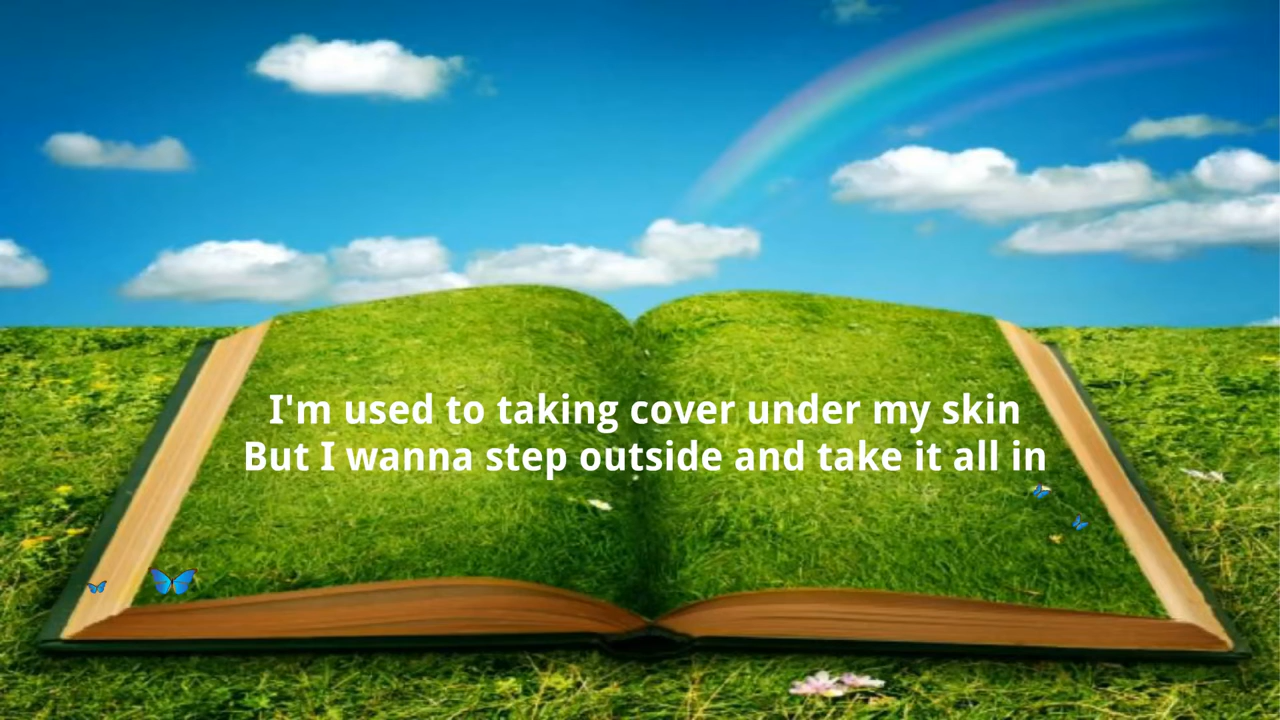 I'm used to taking cover under my skin
But I wanna step outside and take it all in